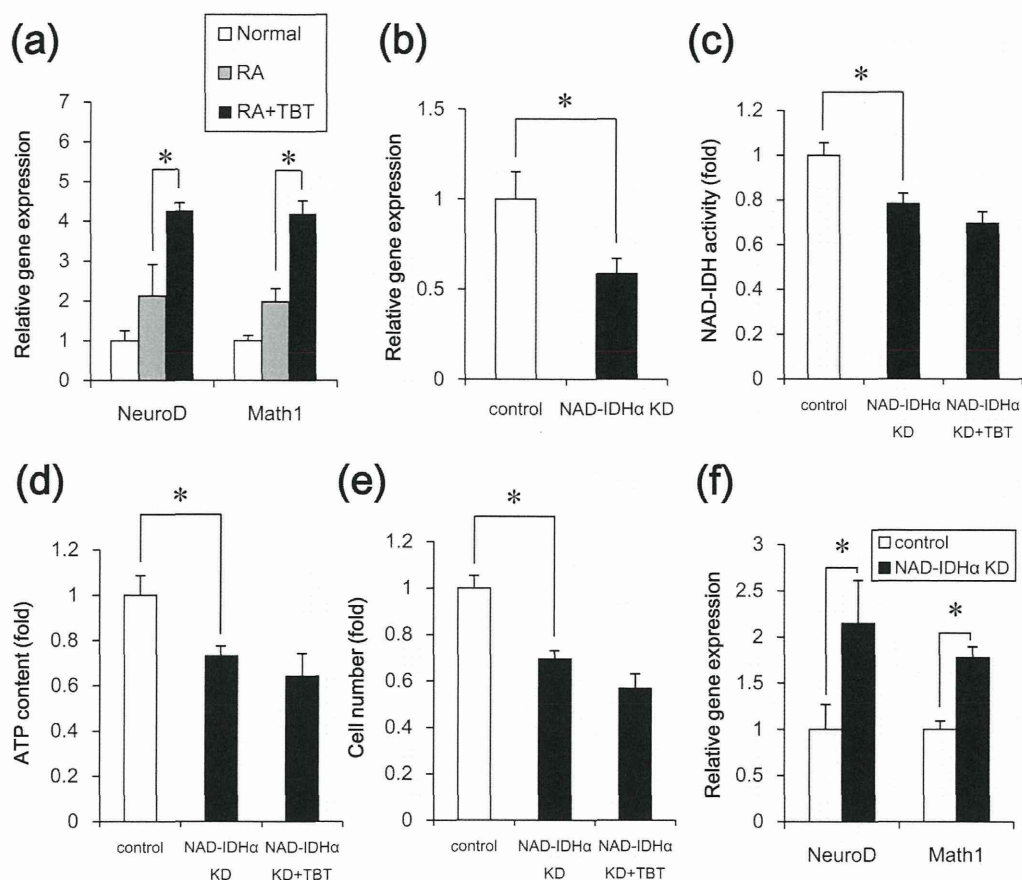 (a)
Normal
RA
RA+TBT
Relative gene expression
7
6
5
4
3
2
1
0
*
*
NeuroD
Math1
(b)
Relative gene expression
1.5
1
0.5
0
*
control
NAD-IDHα KD
(c)
NAD-IDH activity (fold)
1.2
1
0.8
0.6
0.4
0.2
0
*
control
NAD-IDHα
KD
NAD-IDHα
KD+TBT
(d)
ATP content (fold)
1.2
1
0.8
0.6
0.4
0.2
0
*
control
NAD-IDHα
KD
NAD-IDHα
KD+TBT
(e)
Cell number (fold)
1.2
1
0.8
0.6
0.4
0.2
0
*
control
NAD-IDHα
KD
NAD-IDHα
KD+TBT
(f)
control
NAD-IDHα KD
Relative gene expression
3
2.5
2
1.5
1
0.5
0
*
*
NeuroD
Math1